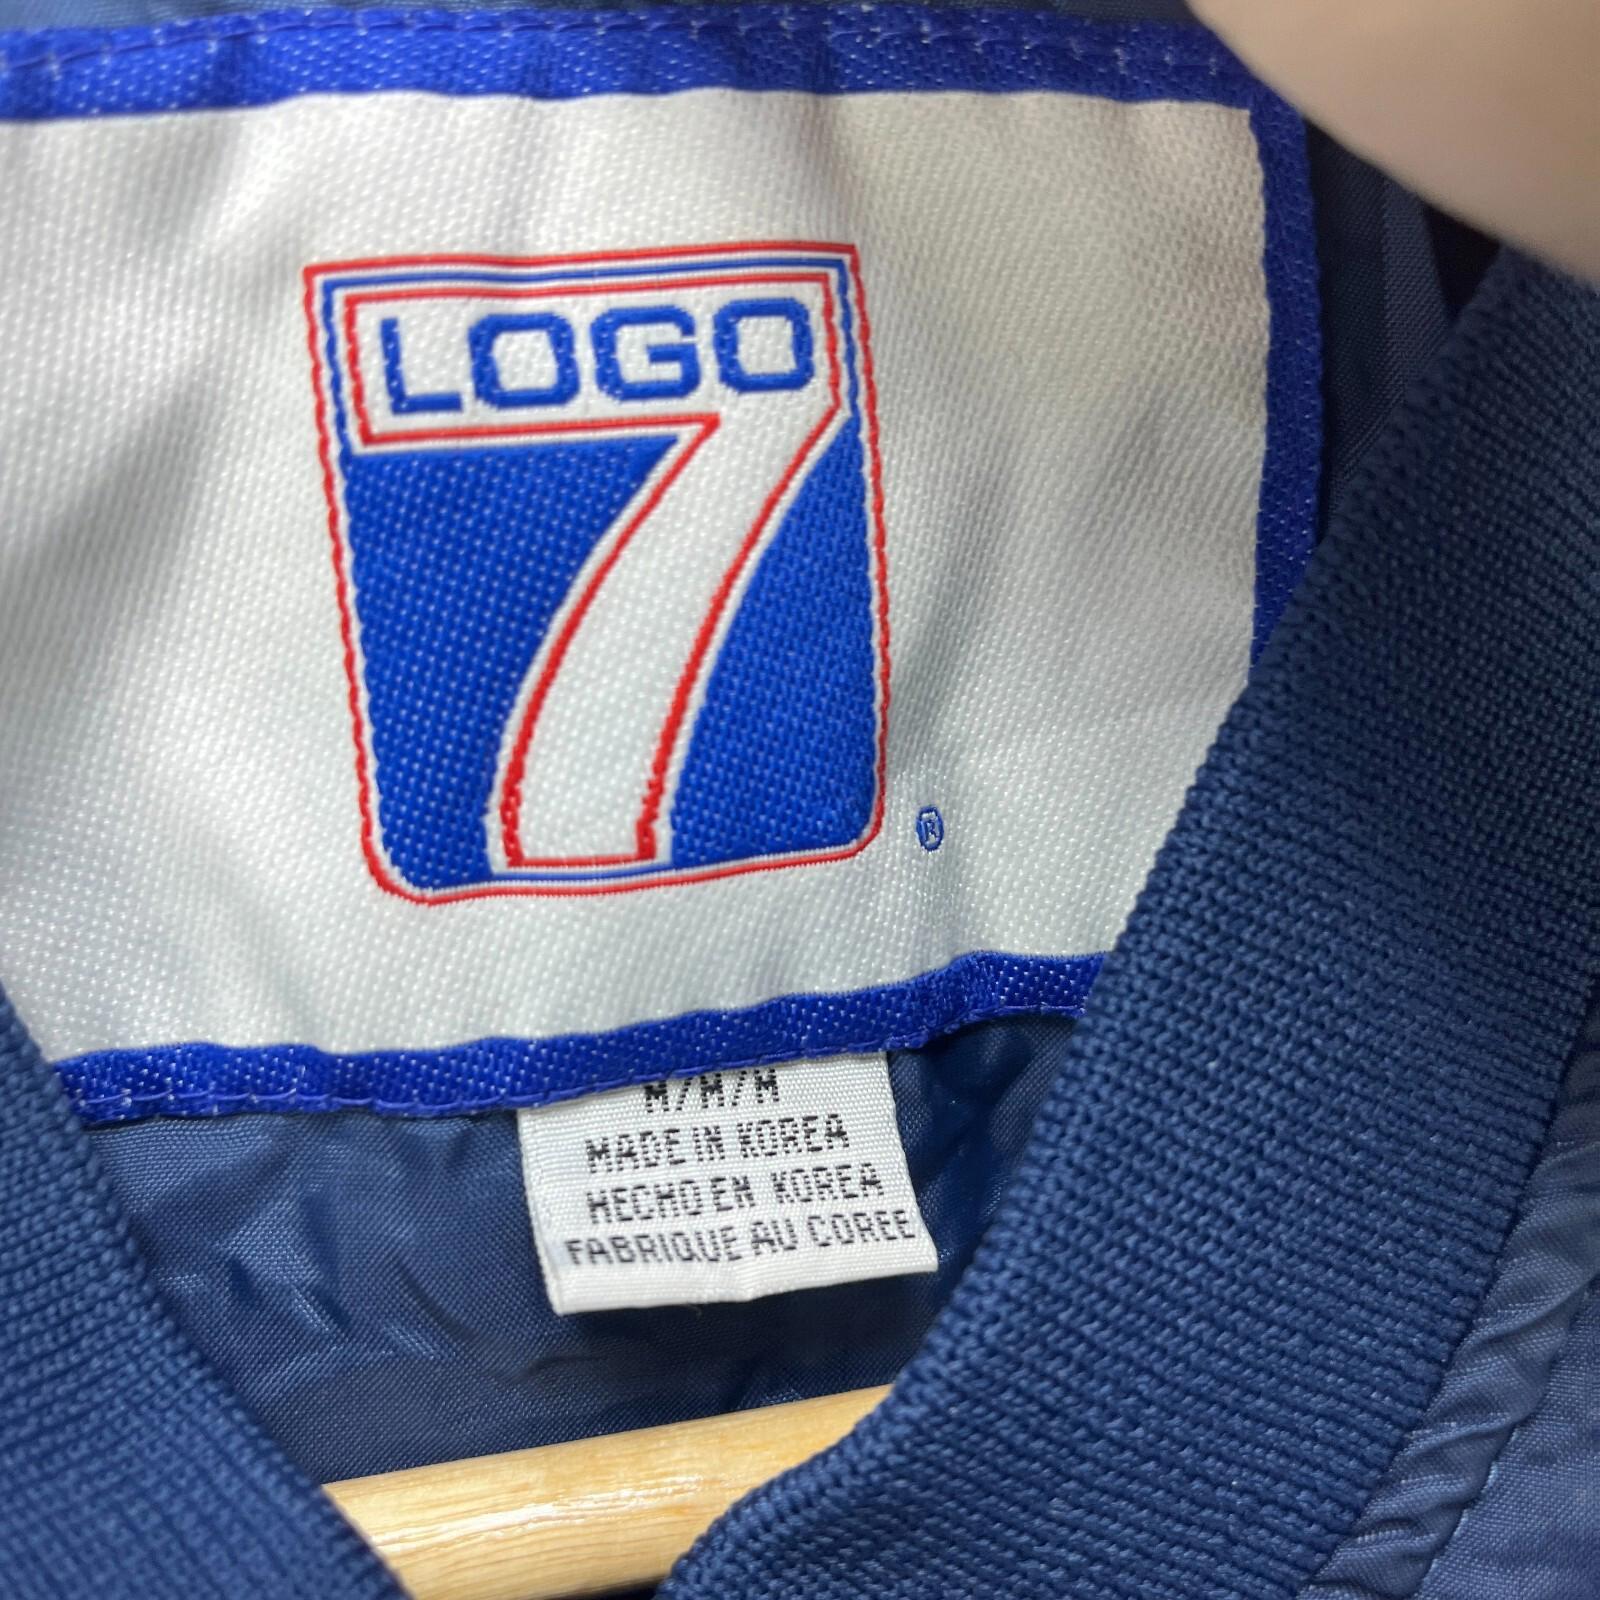 LOGO
7
®
M/M/M
MADE IN KOREA
HECHO EN KOREA
FABRIQUE AU COREE